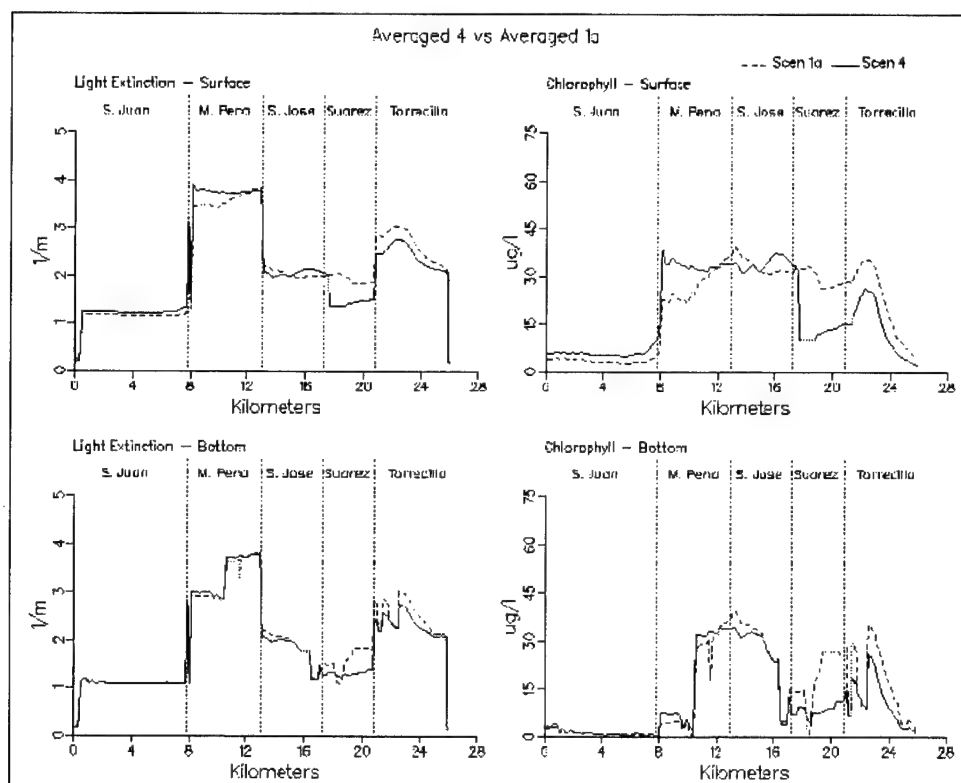 Averaged 4 vs Averaged 1a
Scen 1a Scen 4
Light Extinction – Surface
S. Juan M. Pena S. Jose Suarez Torrecilla
1/m
0 1 2 3 4 5
0 4 8 12 16 20 24 28
Kilometers
Chlorophyll – Surface
S. Juan M. Pena S. Jose Suarez Torrecilla
ug/l
0 15 30 45 60 75
0 4 8 12 16 20 24 28
Kilometers
Light Extinction – Bottom
S. Juan M. Pena S. Jose Suarez Torrecilla
1/m
0 1 2 3 4 5
0 4 8 12 16 20 24 28
Kilometers
Chlorophyll – Bottom
S. Juan M. Pena S. Jose Suarez Torrecilla
ug/l
0 15 30 45 60 75
0 4 8 12 16 20 24 28
Kilometers